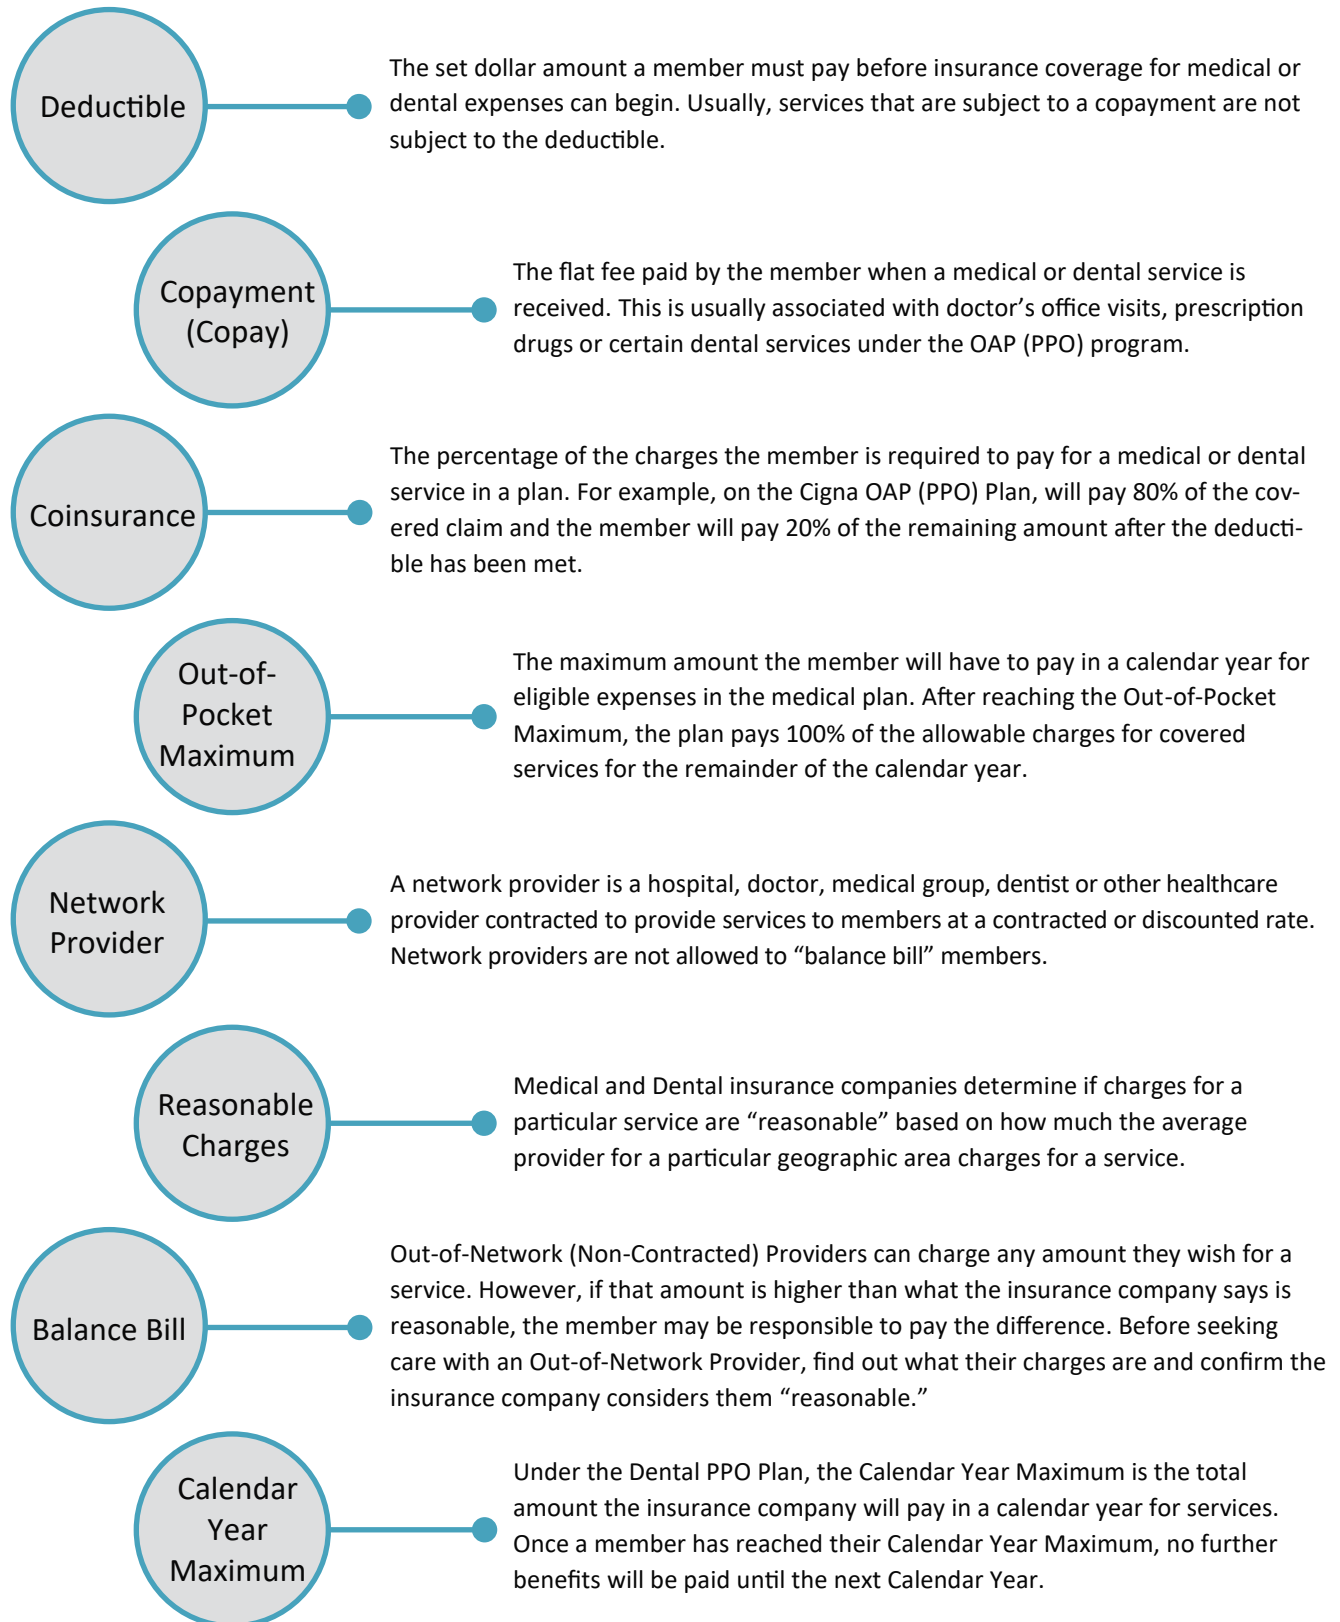 Deductible
The set dollar amount a member must pay before insurance coverage for medical or
dental expenses can begin. Usually, services that are subject to a copayment are not
subject to the deductible.
Copayment
(Copay)
The flat fee paid by the member when a medical or dental service is
received. This is usually associated with doctor’s office visits, prescription
drugs or certain dental services under the OAP (PPO) program.
Coinsurance
The percentage of the charges the member is required to pay for a medical or dental
service in a plan. For example, on the Cigna OAP (PPO) Plan, will pay 80% of the cov-
ered claim and the member will pay 20% of the remaining amount after the deducti-
ble has been met.
Out-of-
Pocket
Maximum
The maximum amount the member will have to pay in a calendar year for
eligible expenses in the medical plan. After reaching the Out-of-Pocket
Maximum, the plan pays 100% of the allowable charges for covered
services for the remainder of the calendar year.
Network
Provider
A network provider is a hospital, doctor, medical group, dentist or other healthcare
provider contracted to provide services to members at a contracted or discounted rate.
Network providers are not allowed to “balance bill” members.
Reasonable
Charges
Medical and Dental insurance companies determine if charges for a
particular service are “reasonable” based on how much the average
provider for a particular geographic area charges for a service.
Balance Bill
Out-of-Network (Non-Contracted) Providers can charge any amount they wish for a
service. However, if that amount is higher than what the insurance company says is
reasonable, the member may be responsible to pay the difference. Before seeking
care with an Out-of-Network Provider, find out what their charges are and confirm the
insurance company considers them “reasonable.”
Calendar
Year
Maximum
Under the Dental PPO Plan, the Calendar Year Maximum is the total
amount the insurance company will pay in a calendar year for services.
Once a member has reached their Calendar Year Maximum, no further
benefits will be paid until the next Calendar Year.